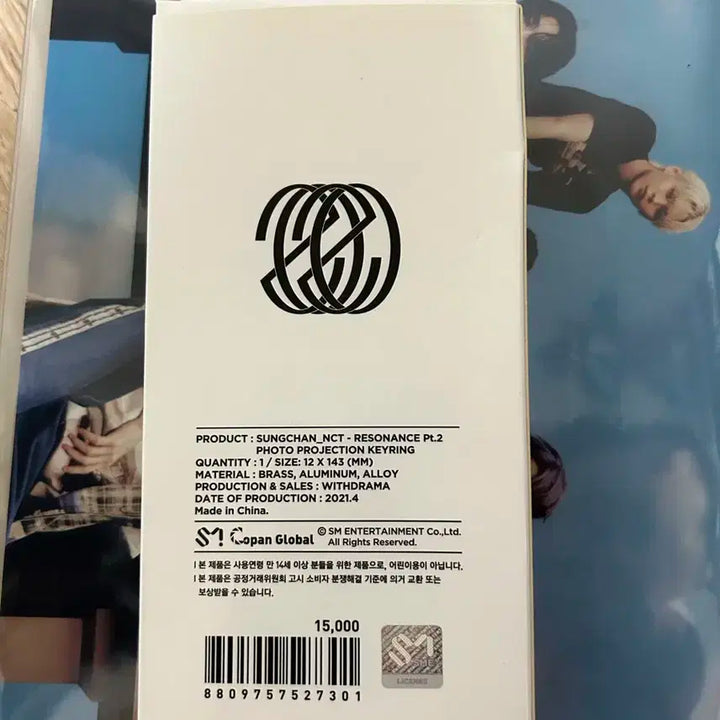 PRODUCT : SUNGCHAN_NCT - RESONANCE Pt.2
PHOTO PROJECTION KEYRING
QUANTITY : 1 / SIZE: 12 X 143 (MM)
MATERIAL : BRASS, ALUMINUM, ALLOY
PRODUCTION & SALES : WITHDRAMA
DATE OF PRODUCTION : 2021.4
Made in China.
SM Copan Global © SM ENTERTAINMENT Co.,Ltd.
All Rights Reserved.
! 본 제품은 사용연령 만 14세 이상 분들을 위한 제품으로, 어린이용이 아닙니다.
! 본 제품은 공정거래위원회 고시 소비자 분쟁해결 기준에 의거 교환 또는
보상받을 수 있습니다.
15,000
8809757527301
SM
SME
LICENSE